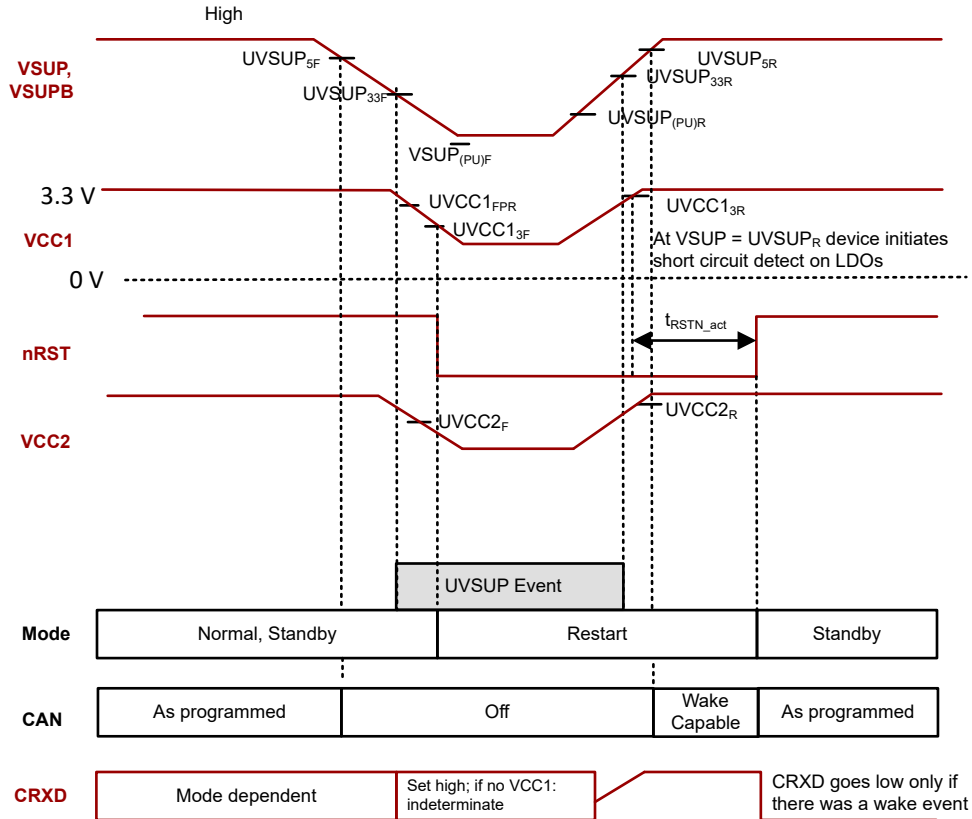 High
VSUP,
VSUPB
UVSUP5F
UVSUP33F
VSUP(PU)F
UVSUP5R
UVSUP33R
UVSUP(PU)R
3.3 V
VCC1
UVCC1FPR
UVCC13F
UVCC13R
At VSUP = UVSUPR device initiates
short circuit detect on LDOs
0 V
nRST
tRSTN_act
VCC2
UVCC2F
UVCC2R
UVSUP Event
Mode
Normal, Standby
Restart
Standby
CAN
As programmed
Off
Wake
Capable
As programmed
CRXD
Mode dependent
Set high; if no VCC1:
indeterminate
CRXD goes low only if
there was a wake event